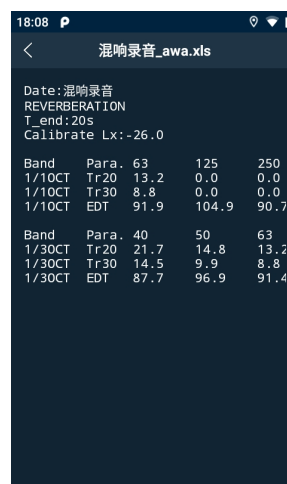 18:08
混响录音_awa.xls
Date:混响录音
REVERBERATION
T_end:20s
Calibrate Lx:-26.0
Band Para. 63 125 250
1/1OCT Tr20 13.2 0.0 0.0
1/1OCT Tr30 8.8 0.0 0.0
1/1OCT EDT 91.9 104.9 90.7
Band Para. 40 50 63
1/3OCT Tr20 21.7 14.8 13.2
1/3OCT Tr30 14.5 9.9 8.8
1/3OCT EDT 87.7 96.9 91.4